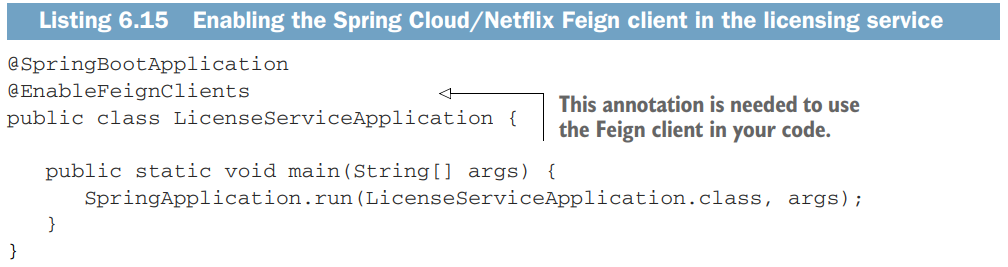 Listing 6.15 Enabling the Spring Cloud/Netflix Feign client in the licensing service
@SpringBootApplication
@EnableFeignClients
This annotation is needed to use
the Feign client in your code.
public class LicenseServiceApplication {
public static void main(String[] args) {
SpringApplication.run(LicenseServiceApplication.class, args);
}
}